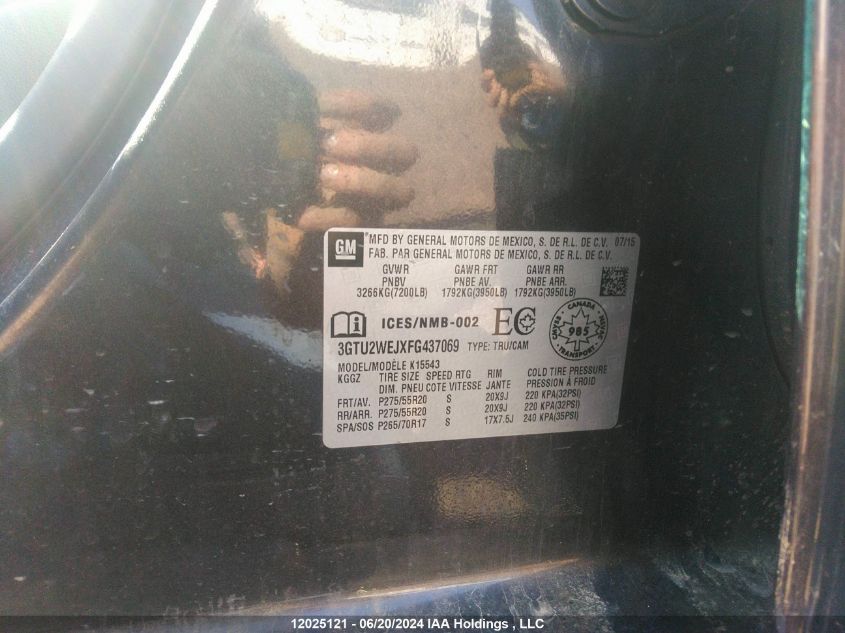 GM
MFD BY GENERAL MOTORS DE MEXICO, S. DE R.L. DE C.V. 07/15
FAB. PAR GENERAL MOTORS DE MEXICO, S. DE R.L. DE C.V.
GVWR GAWR FRT GAWR RR
PNBV PNBE AV. PNBE ARR.
3266KG(7200LB) 1792KG(3950LB) 1792KG(3950LB)
ICES/NMB-002 EC
CANADA
985
TRANSPORT
3GTU2WEJXFG437069 TYPE: TRU/CAM
MODEL/MODÈLE K15543
KGGZ TIRE SIZE SPEED RTG RIM COLD TIRE PRESSURE
DIM. PNEU COTE VITESSE JANTE PRESSION À FROID
FRT/AV. P275/55R20 S 20X9J 220 KPA(32PSI)
RR/ARR. P275/55R20 S 20X9J 220 KPA(32PSI)
SPA/SOS P265/70R17 S 17X7.5J 240 KPA(35PSI)
12025121 - 06/20/2024 IAA Holdings , LLC